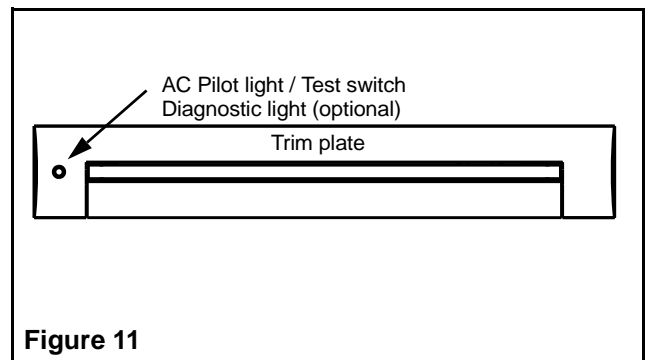 AC Pilot light / Test switch
Diagnostic light (optional)
Trim plate
Figure 11